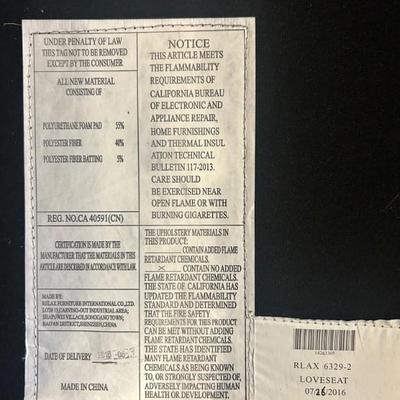 UNDER PENALTY OF LAW
THIS TAG NOT TO BE REMOVED
EXCEPT BY THE CONSUMER
ALL NEW MATERIAL
CONSISTING OF
POLYURETHANE FOAM PAD 55%
POLYESTER FIBER 40%
POLYESTER FIBER BATTING 5%
REG. NO.CA 40591(CN)
CERTIFICATION IS MADE BY THE
MANUFACTURER THAT THE MATERIALS IN THIS
ARTICLE ARE DESCRIBED IN ACCORDANCE WITH LAW.
MADE BY:
RELAX FURNITURE INTERNATIONAL CO.,LTD.
INDUSTRIAL AREA;
VILLAGE, TOWN;
DISTRICT, SHENZHEN, CHINA
DATE OF DELIVERY
MADE IN CHINA
NOTICE
THIS ARTICLE MEETS
THE FLAMMABILITY
REQUIREMENTS OF
CALIFORNIA BUREAU
OF ELECTRONIC AND
APPLIANCE REPAIR,
HOME FURNISHINGS
AND THERMAL INSUL
ATION TECHNICAL
BULLETIN 117-2013.
CARE SHOULD
BE EXERCISED NEAR
OPEN FLAME OR WITH
BURNING GIGARETTES.
THE UPHOLSTERY MATERIALS IN
THIS PRODUCT:
CONTAIN ADDED FLAME
RETARDANT CHEMICALS.
X CONTAIN NO ADDED
FLAME RETARDANT CHEMICALS.
THE STATE OF CALIFORNIA HAS
UPDATED THE FLAMMABILITY
STANDARD AND DETERMINED
THAT THE FIRE SAFETY
REQUIREMENTS FOR THIS PRODUCT
CAN BE MET WITHOUT ADDING
FLAME RETARDANT CHEMICALS.
THE STATE HAS IDENTIFIED
MANY FLAME RETARDANT
CHEMICALS AS BEING KNOWN
TO, OR STRONGLY SUSPECTED OF,
ADVERSELY IMPACTING HUMAN
HEALTH OR DEVELOPMENT.
RLAX 6329-2
LOVESEAT
07/26/2016